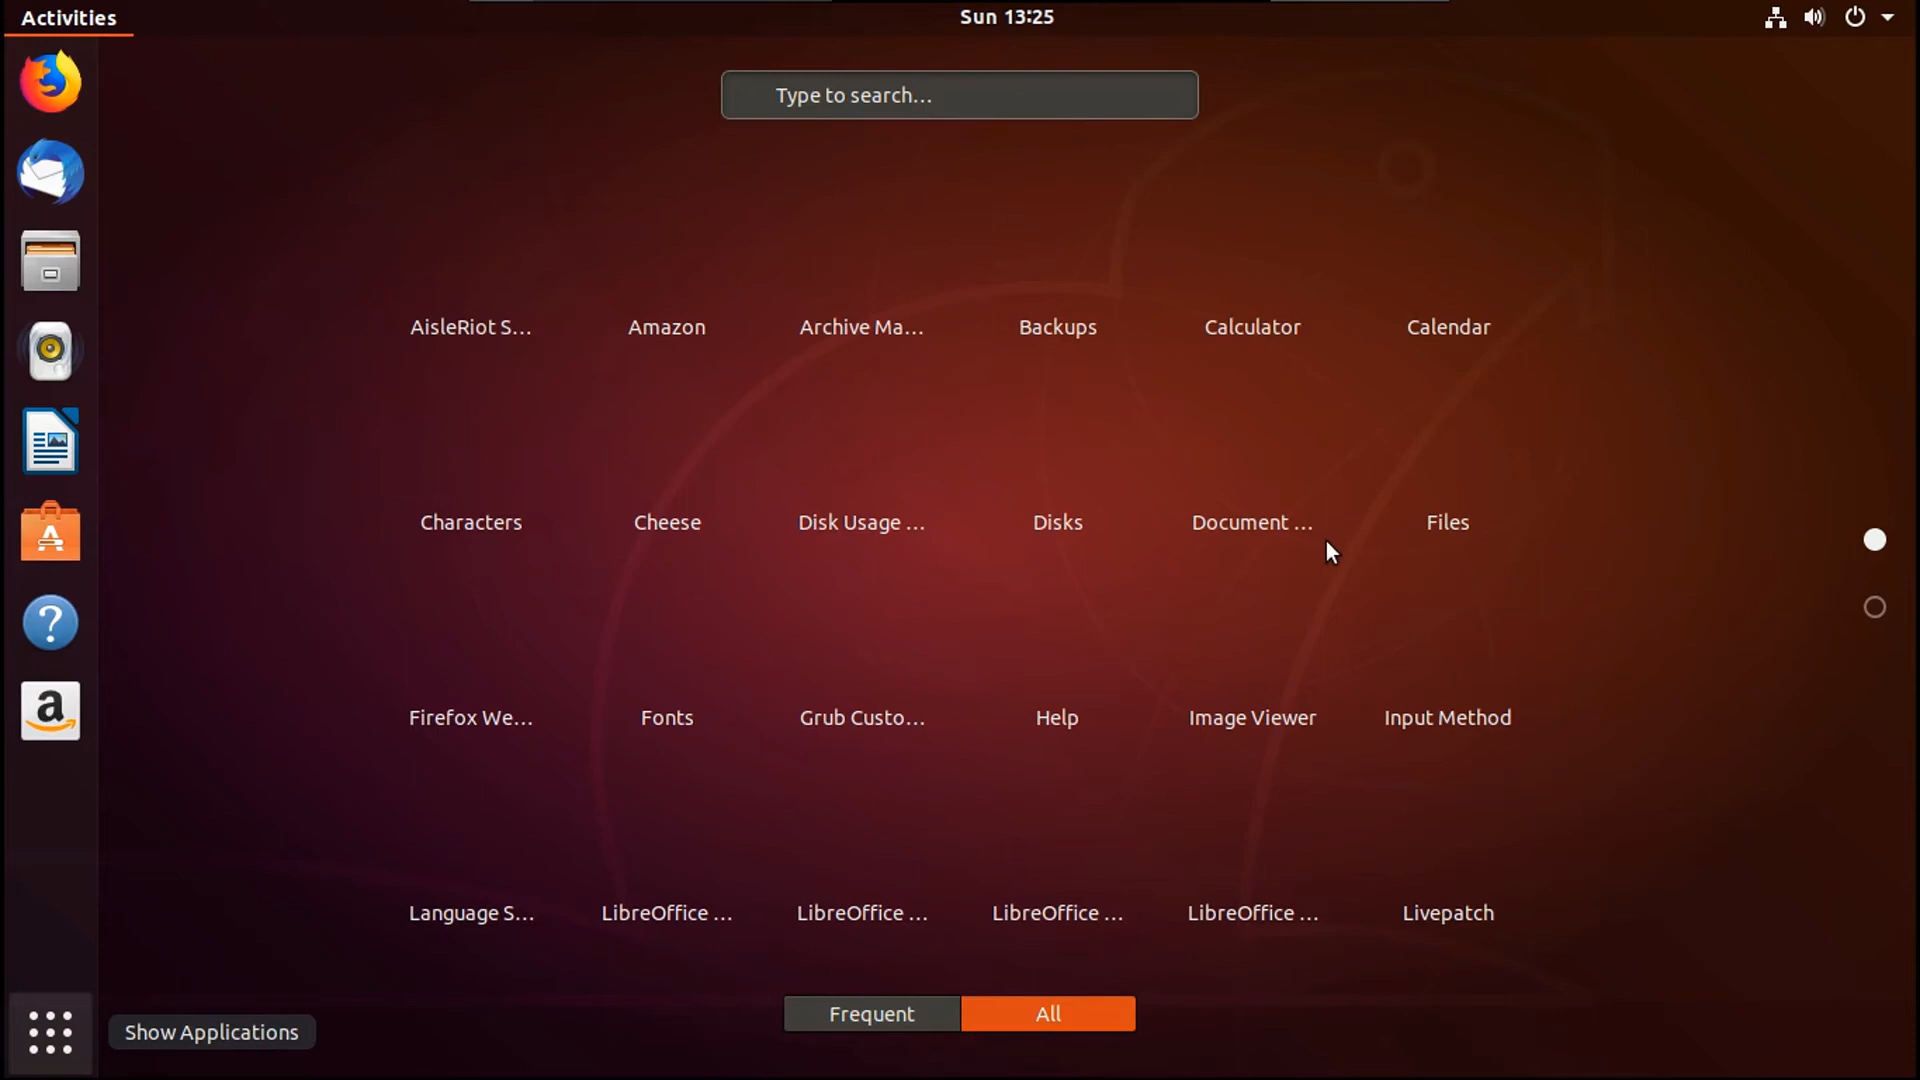 Activities
Sun 13:25
Type to search...
AisleRiot S... Amazon Archive Ma... Backups Calculator Calendar
Characters Cheese Disk Usage ... Disks Document ... Files
Firefox We... Fonts Grub Custo... Help Image Viewer Input Method
Language S... LibreOffice ... LibreOffice ... LibreOffice ... LibreOffice ... Livepatch
Frequent All
Show Applications